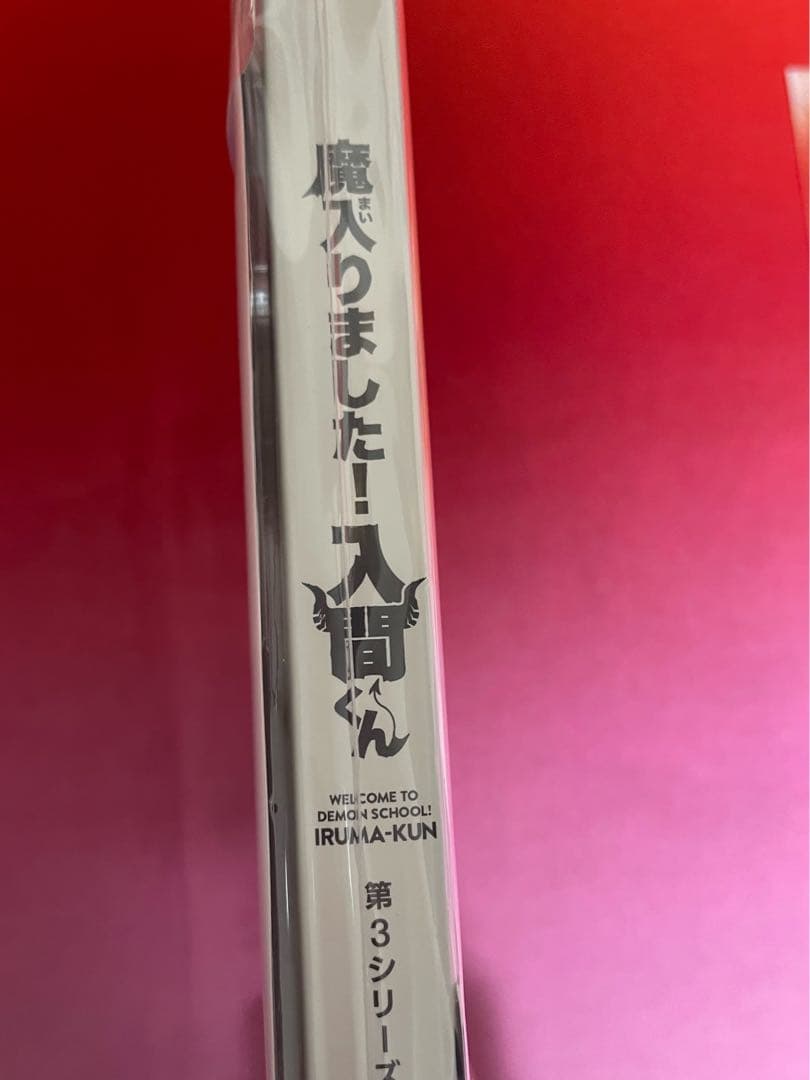 魔入りました!
まい
入間くん
WELCOME TO
DEMON SCHOOL!
IRUMA-KUN
第3シリーズ